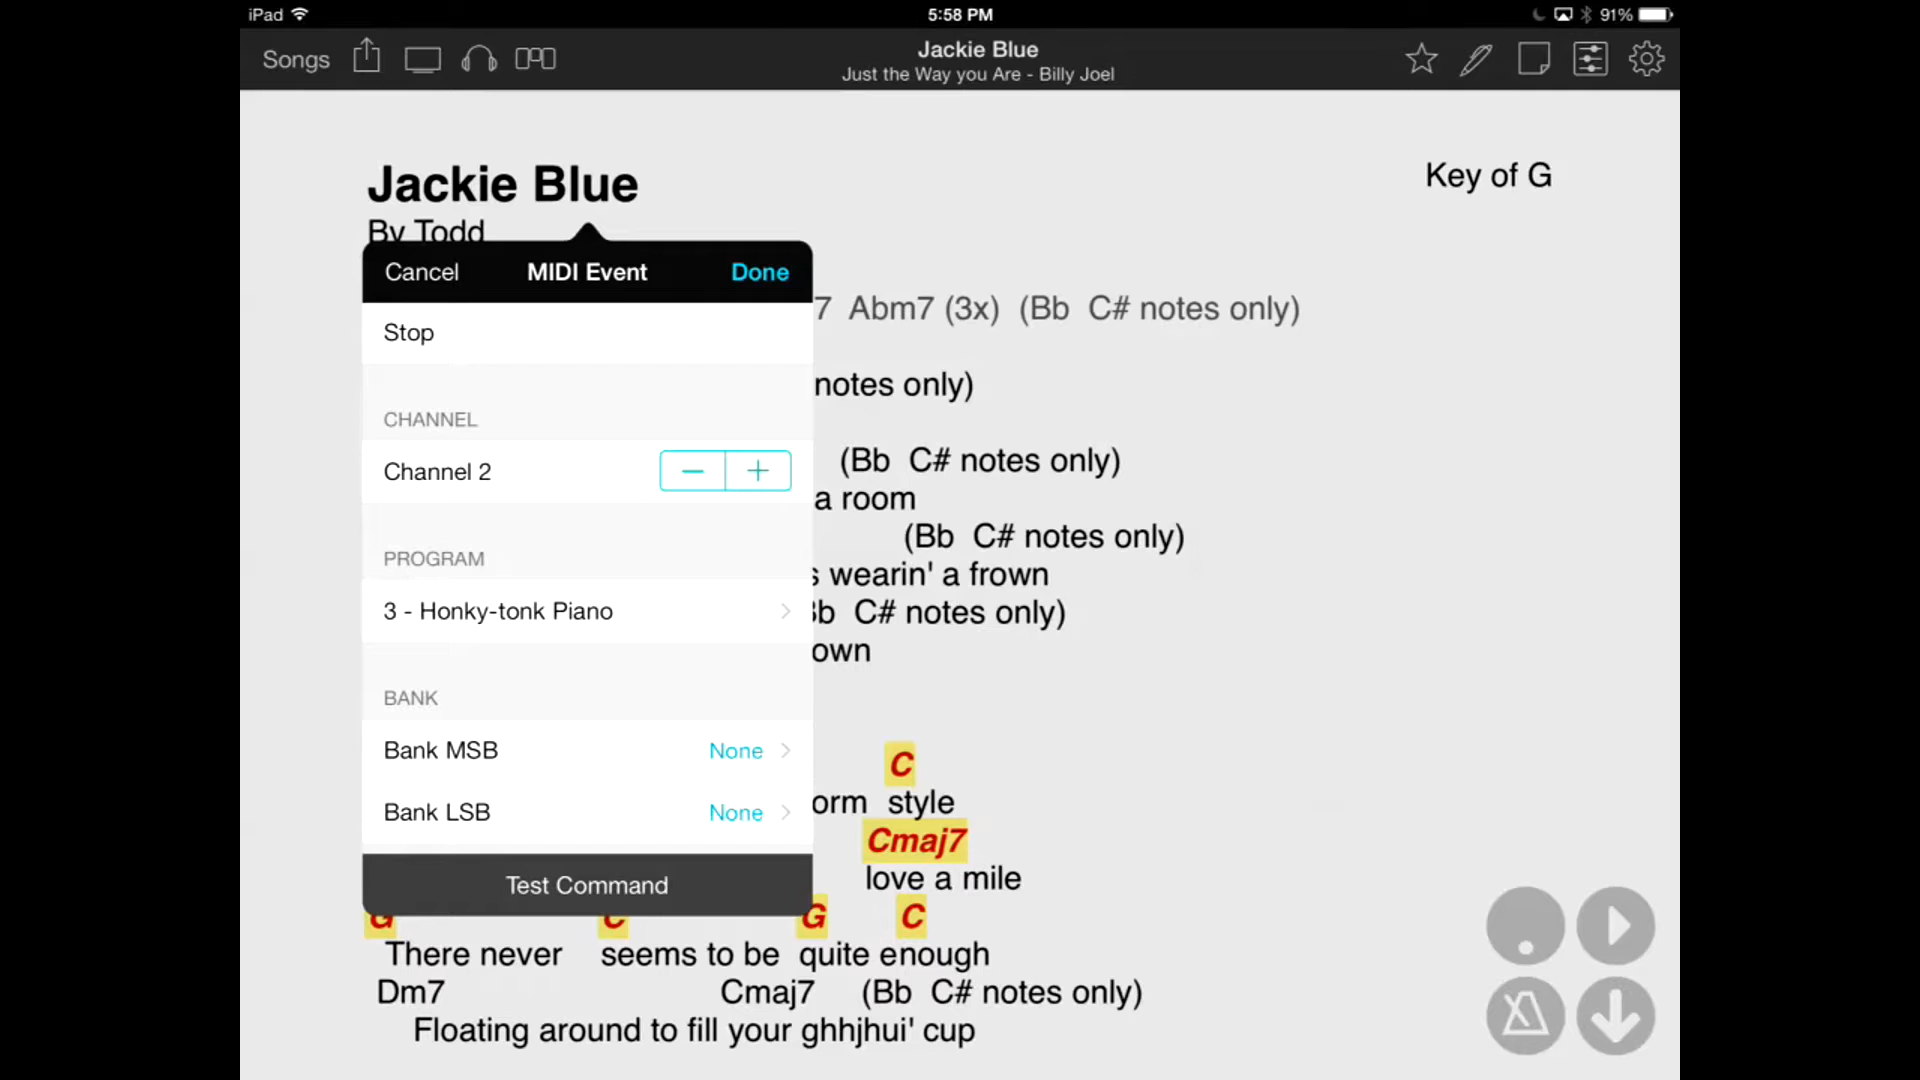 iPad 5:58 PM 91%
Songs Jackie Blue
Just the Way you Are - Billy Joel
Jackie Blue Key of G
By Todd
Cancel MIDI Event Done
7 Abm7 (3x) (Bb C# notes only)
Stop
notes only)
CHANNEL
(Bb C# notes only)
Channel 2 − +
a room
(Bb C# notes only)
PROGRAM
s wearin' a frown
3 - Honky-tonk Piano
Bb C# notes only)
own
BANK
Bank MSB None
C
orm style
Bank LSB None
Cmaj7
love a mile
Test Command
G C G C
There never seems to be quite enough
Dm7 Cmaj7 (Bb C# notes only)
Floating around to fill your ghhjhui' cup